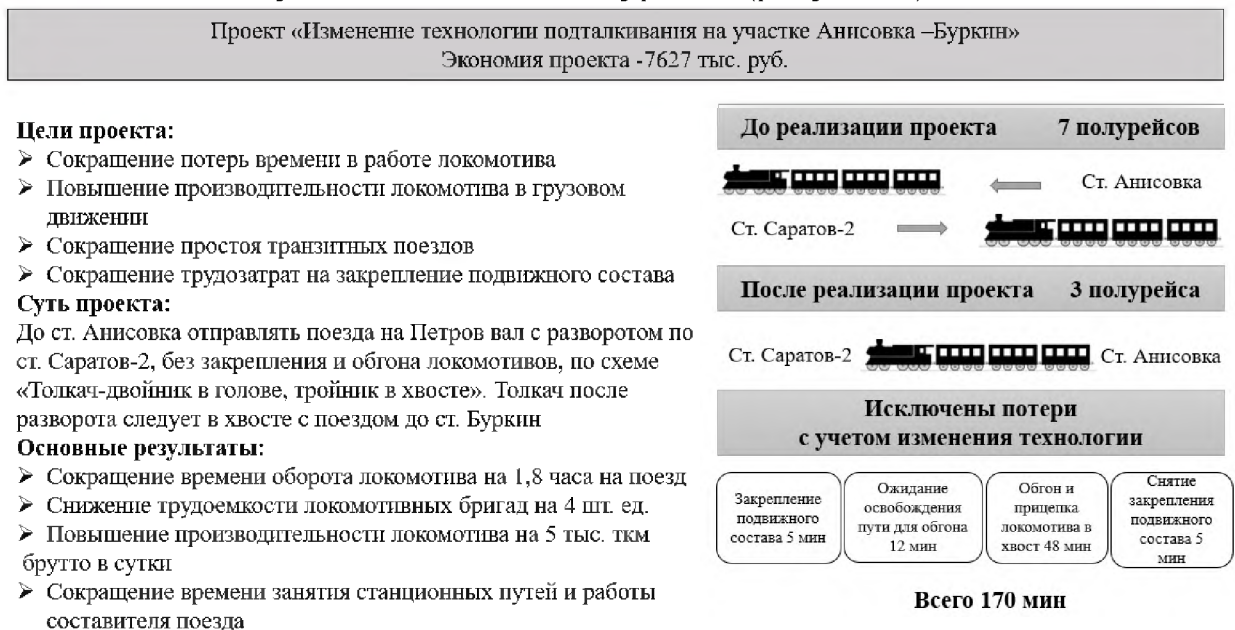 Проект «Изменение технологии подталкивания на участке Анисовка –Буркин»
Экономия проекта -7627 тыс. руб.
Цели проекта:
➢ Сокращение потерь времени в работе локомотива
➢ Повышение производительности локомотива в грузовом
движении
➢ Сокращение простоя транзитных поездов
➢ Сокращение трудозатрат на закрепление подвижного состава
Суть проекта:
До ст. Анисовка отправлять поезда на Петров вал с разворотом по
ст. Саратов-2, без закрепления и обгона локомотивов, по схеме
«Толкач-двойник в голове, тройник в хвосте». Толкач после
разворота следует в хвосте с поездом до ст. Буркин
Основные результаты:
➢ Сокращение времени оборота локомотива на 1,8 часа на поезд
➢ Снижение трудоемкости локомотивных бригад на 4 шт. ед.
➢ Повышение производительности локомотива на 5 тыс. ткм
брутто в сутки
➢ Сокращение времени занятия станционных путей и работы
составителя поезда
До реализации проекта 7 полурейсов
Ст. Анисовка
Ст. Саратов-2
После реализации проекта 3 полурейса
Ст. Саратов-2 Ст. Анисовка
Исключены потери
с учетом изменения технологии
Закрепление
подвижного
состава 5 мин
Ожидание
освобождения
пути для обгона
12 мин
Обгон и
прицепка
локомотива в
хвост 48 мин
Снятие
закрепления
подвижного
состава 5
мин
Всего 170 мин